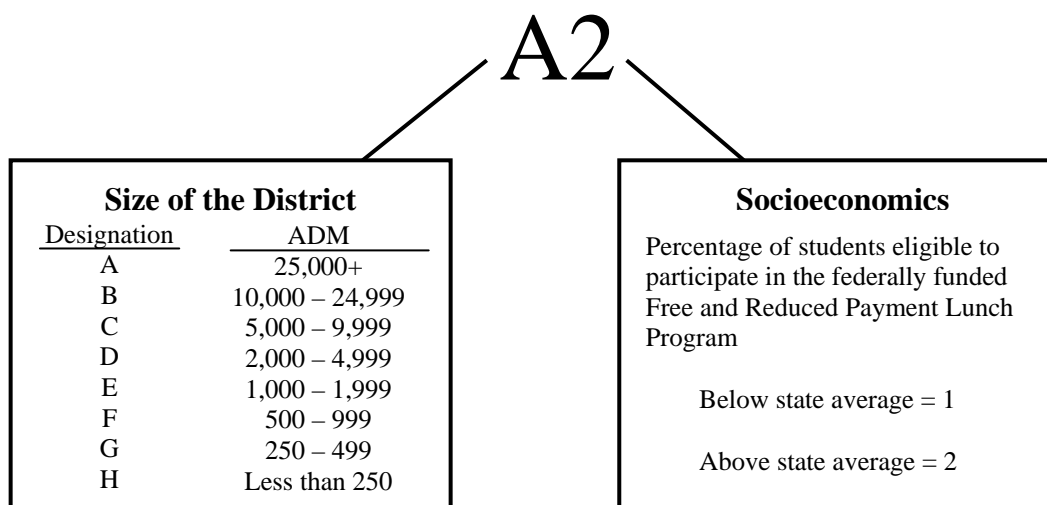 A2
Size of the District
Designation ADM
A 25,000+
B 10,000 – 24,999
C 5,000 – 9,999
D 2,000 – 4,999
E 1,000 – 1,999
F 500 – 999
G 250 – 499
H Less than 250
Socioeconomics
Percentage of students eligible to
participate in the federally funded
Free and Reduced Payment Lunch
Program
Below state average = 1
Above state average = 2